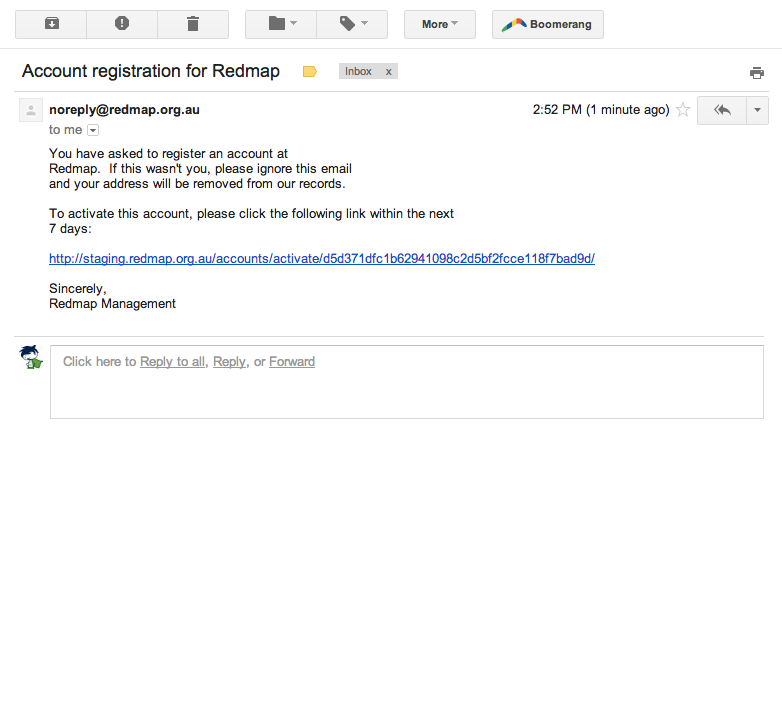 More
Boomerang
Account registration for Redmap
Inbox x
noreply@redmap.org.au
2:52 PM (1 minute ago)
to me
You have asked to register an account at
Redmap.  If this wasn't you, please ignore this email
and your address will be removed from our records.
To activate this account, please click the following link within the next
7 days:
http://staging.redmap.org.au/accounts/activate/d5d371dfc1b62941098c2d5bf2fcce118f7bad9d/
Sincerely,
Redmap Management
Click here to Reply to all, Reply, or Forward